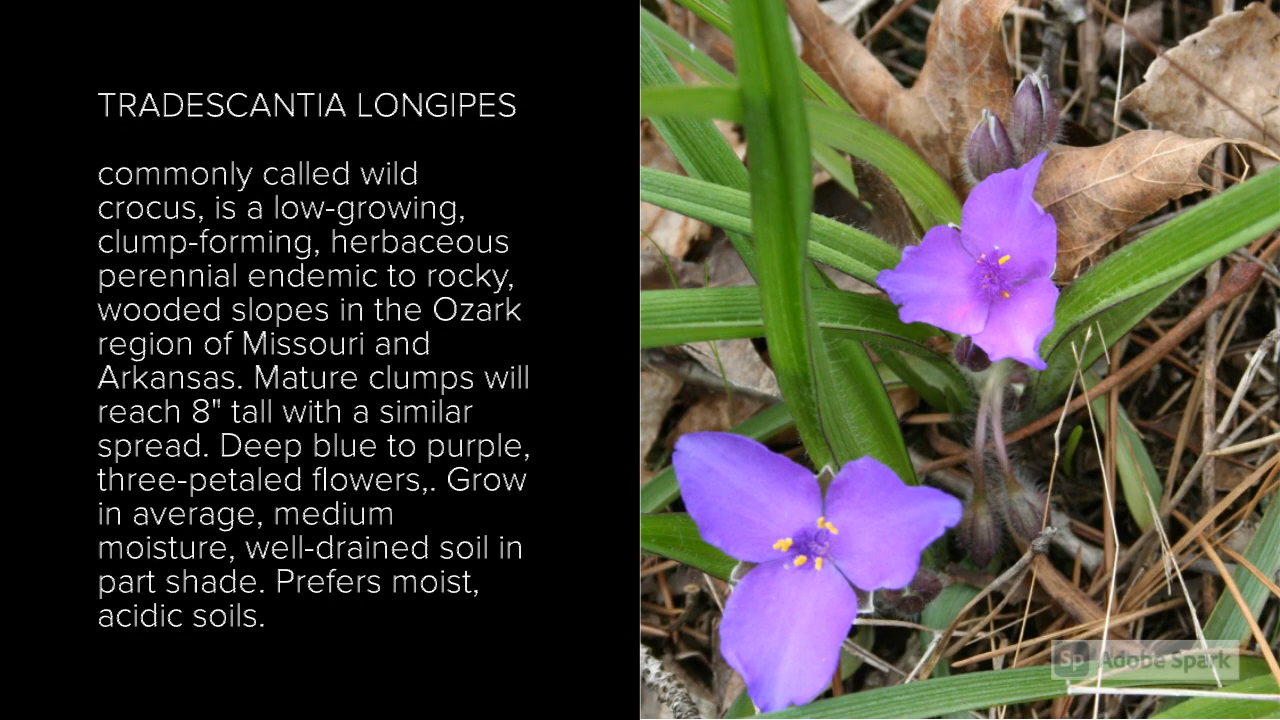 TRADESCANTIA LONGIPES
commonly called wild
crocus, is a low-growing,
clump-forming, herbaceous
perennial endemic to rocky,
wooded slopes in the Ozark
region of Missouri and
Arkansas. Mature clumps will
reach 8" tall with a similar
spread. Deep blue to purple,
three-petaled flowers,. Grow
in average, medium
moisture, well-drained soil in
part shade. Prefers moist,
acidic soils.
Sp Adobe Spark